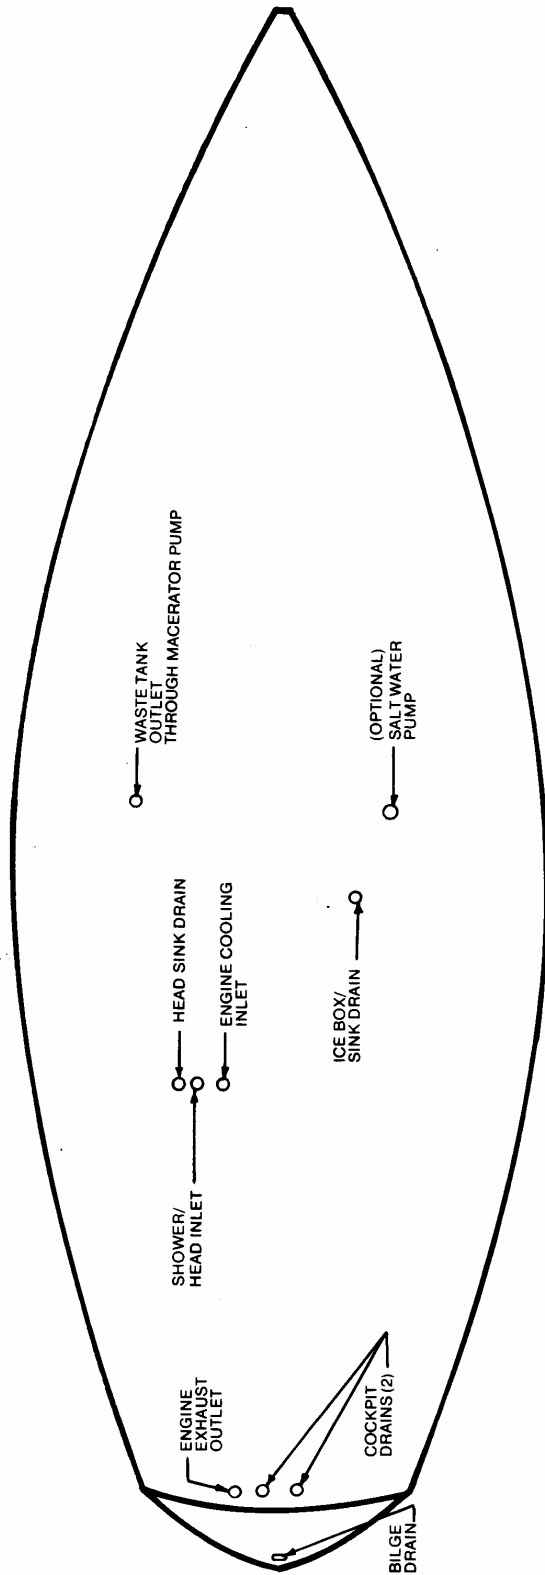 WASTE TANK
OUTLET
THROUGH MACERATOR PUMP
(OPTIONAL)
SALT WATER
PUMP
HEAD SINK DRAIN
ENGINE COOLING
INLET
ICE BOX/
SINK DRAIN
SHOWER/
HEAD INLET
ENGINE
EXHAUST
OUTLET
COCKPIT
DRAINS (2)
BILGE
DRAIN